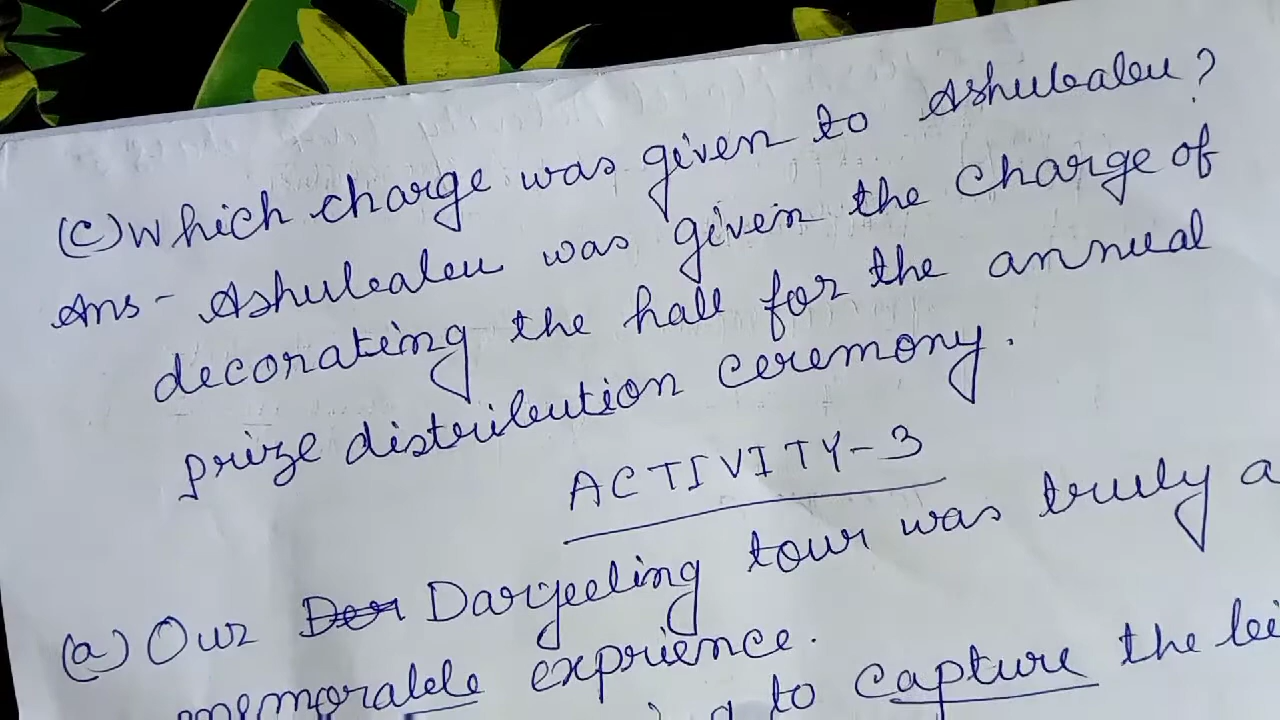 (c) Which charge was given to Ashubabu?
Ans - Ashubabu was given the charge of
decorating the hall for the annual
prize distribution ceremony.
ACTIVITY-3
(a) Our Dar Darjeeling tour was truly a
memorable exprience.
to capture the